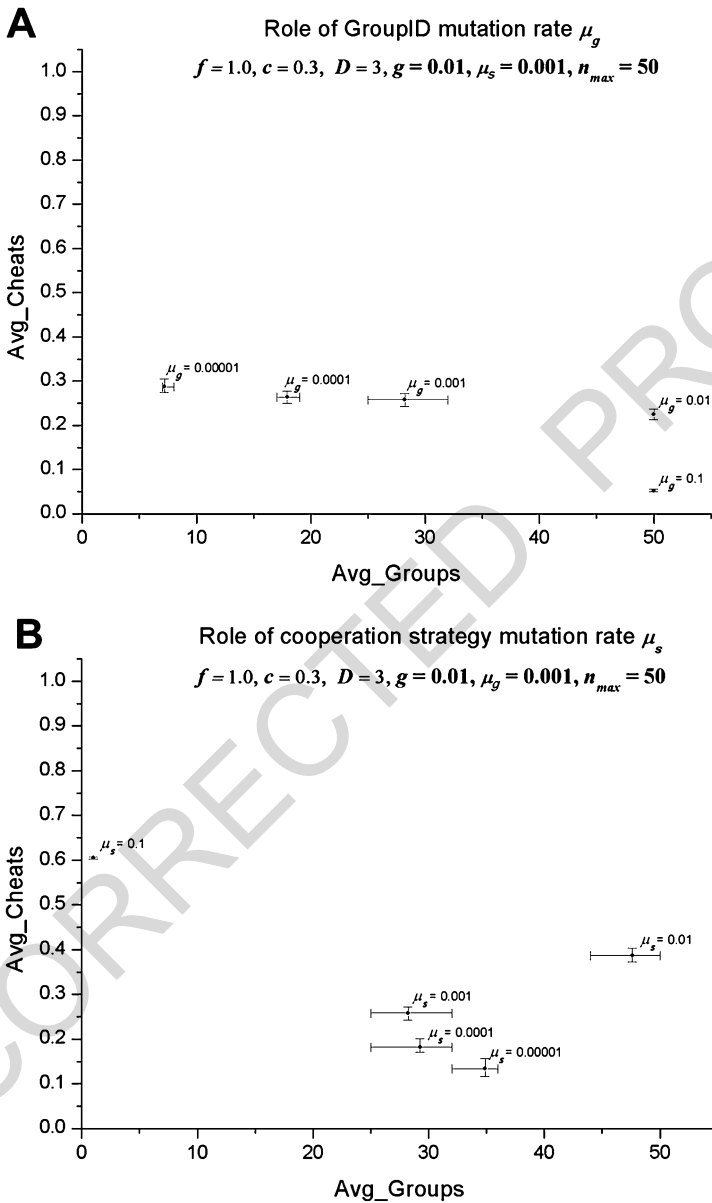 A
Role of GroupID mutation rate μg
f = 1.0, c = 0.3, D = 3, g = 0.01, μs = 0.001, nmax = 50
1.0
0.9
0.8
0.7
0.6
0.5
0.4
0.3
0.2
0.1
0.0
Avg_Cheats
μg = 0.00001
μg = 0.0001
μg = 0.001
μg = 0.01
μg = 0.1
0 10 20 30 40 50
Avg_Groups
B
Role of cooperation strategy mutation rate μs
f = 1.0, c = 0.3, D = 3, g = 0.01, μg = 0.001, nmax = 50
1.0
0.9
0.8
0.7
0.6
0.5
0.4
0.3
0.2
0.1
0.0
Avg_Cheats
μs = 0.1
μs = 0.01
μs = 0.001
μs = 0.0001
μs = 0.00001
0 10 20 30 40 50
Avg_Groups
CORRECTED PRO